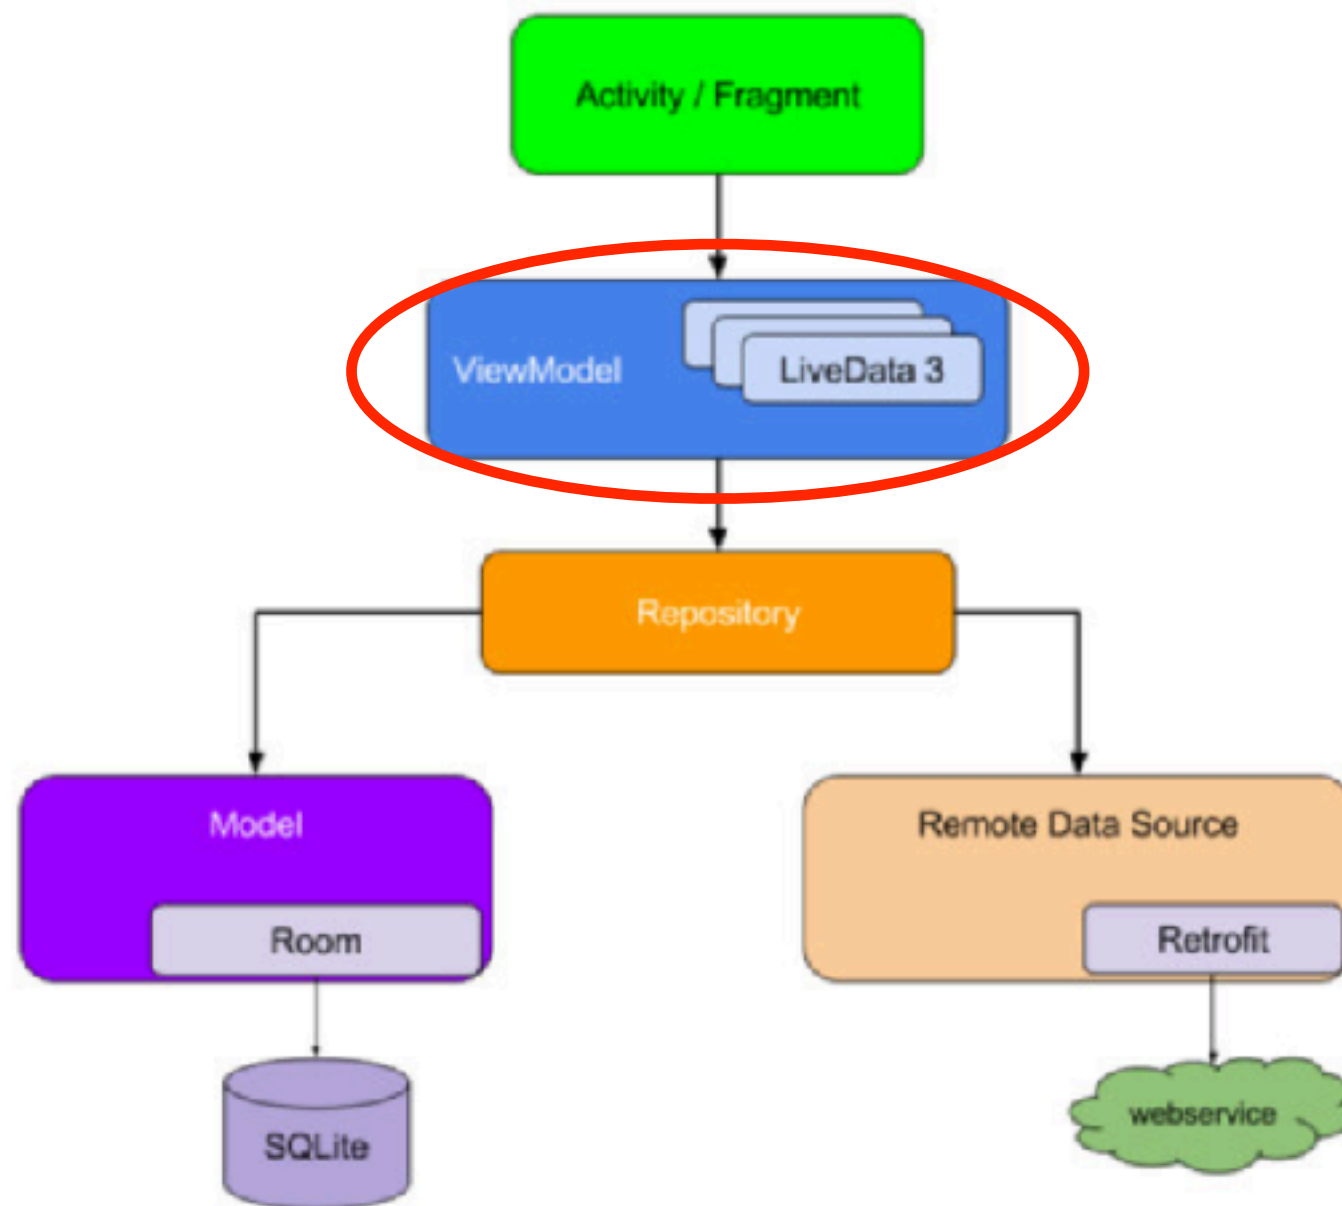 Activity / Fragment
ViewModel
LiveData 3
Repository
Model
Remote Data Source
Room
Retrofit
SQLite
webservice